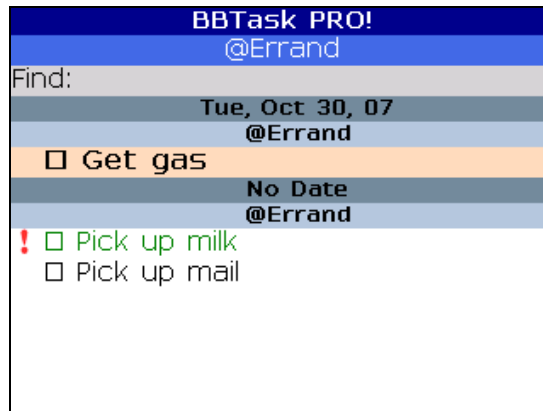 BBTask PRO!
@Errand
Find:
Tue, Oct 30, 07
@Errand
Get gas
No Date
@Errand
! Pick up milk
Pick up mail